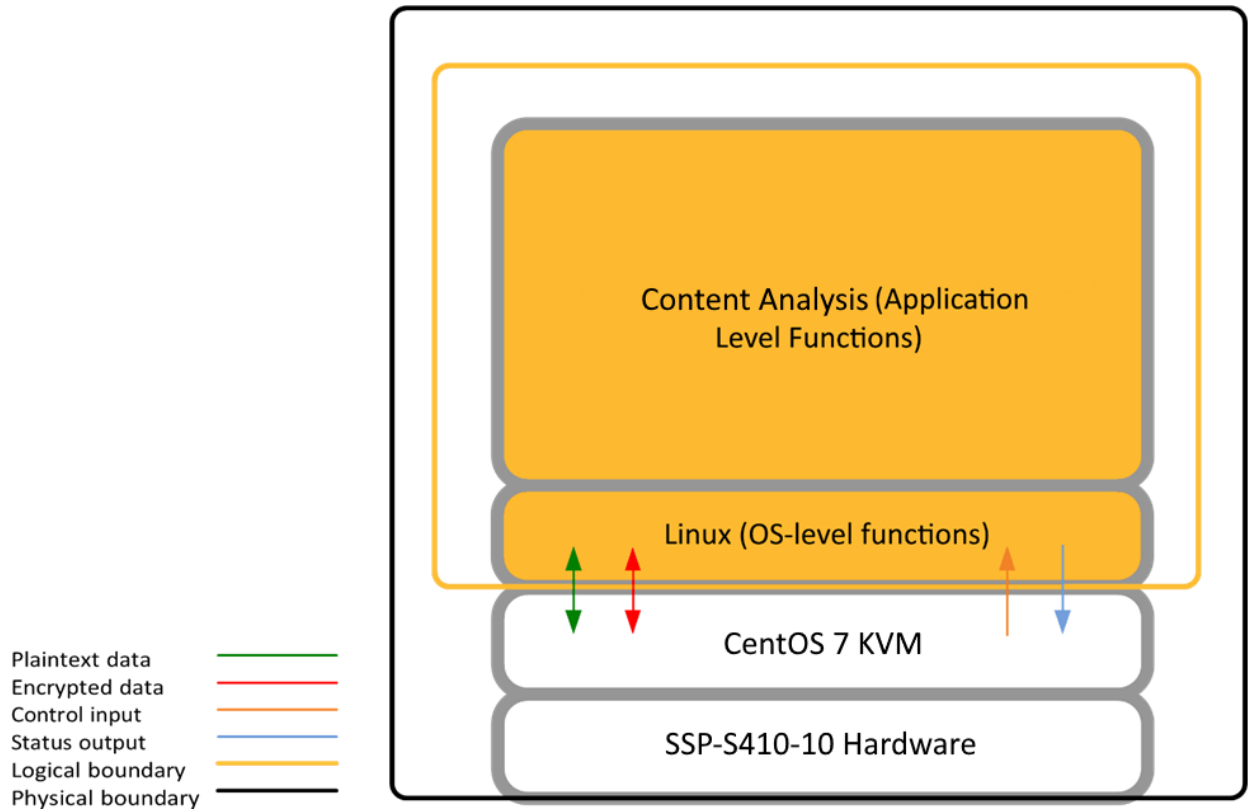 Content Analysis (Application
Level Functions)
Linux (OS-level functions)
CentOS 7 KVM
SSP-S410-10 Hardware
Plaintext data
Encrypted data
Control input
Status output
Logical boundary
Physical boundary